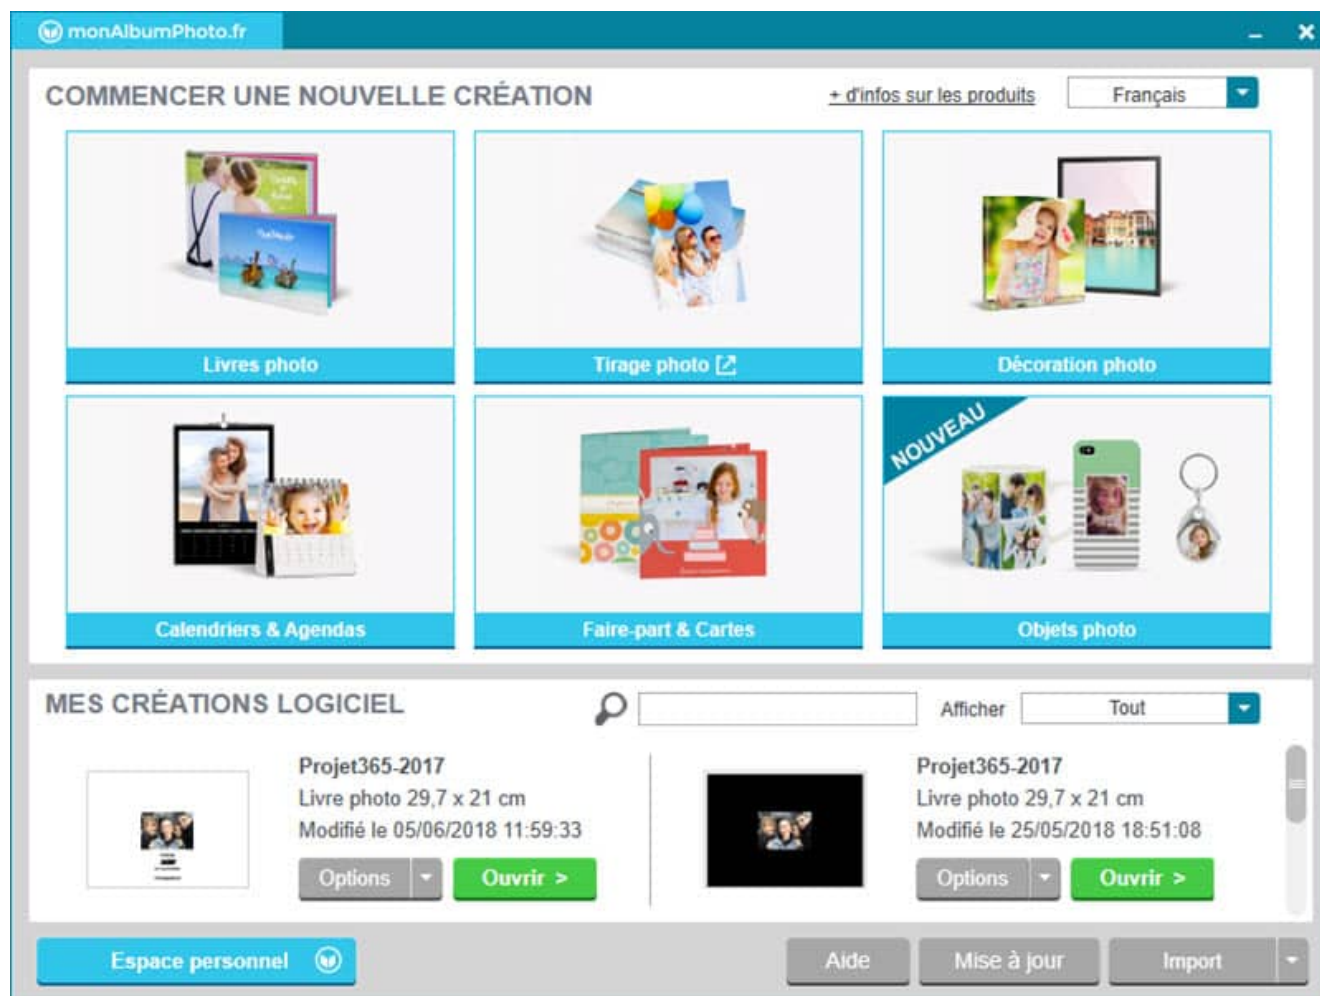 monAlbumPhoto.fr
COMMENCER UNE NOUVELLE CRÉATION
+ d'infos sur les produits
Français
Livres photo
Tirage photo
Décoration photo
NOUVEAU
Calendriers & Agendas
Faire-part & Cartes
Objets photo
MES CRÉATIONS LOGICIEL
Afficher
Tout
Projet365-2017
Livre photo 29,7 x 21 cm
Modifié le 05/06/2018 11:59:33
Options
Ouvrir >
Projet365-2017
Livre photo 29,7 x 21 cm
Modifié le 25/05/2018 18:51:08
Options
Ouvrir >
Espace personnel
Aide
Mise à jour
Import